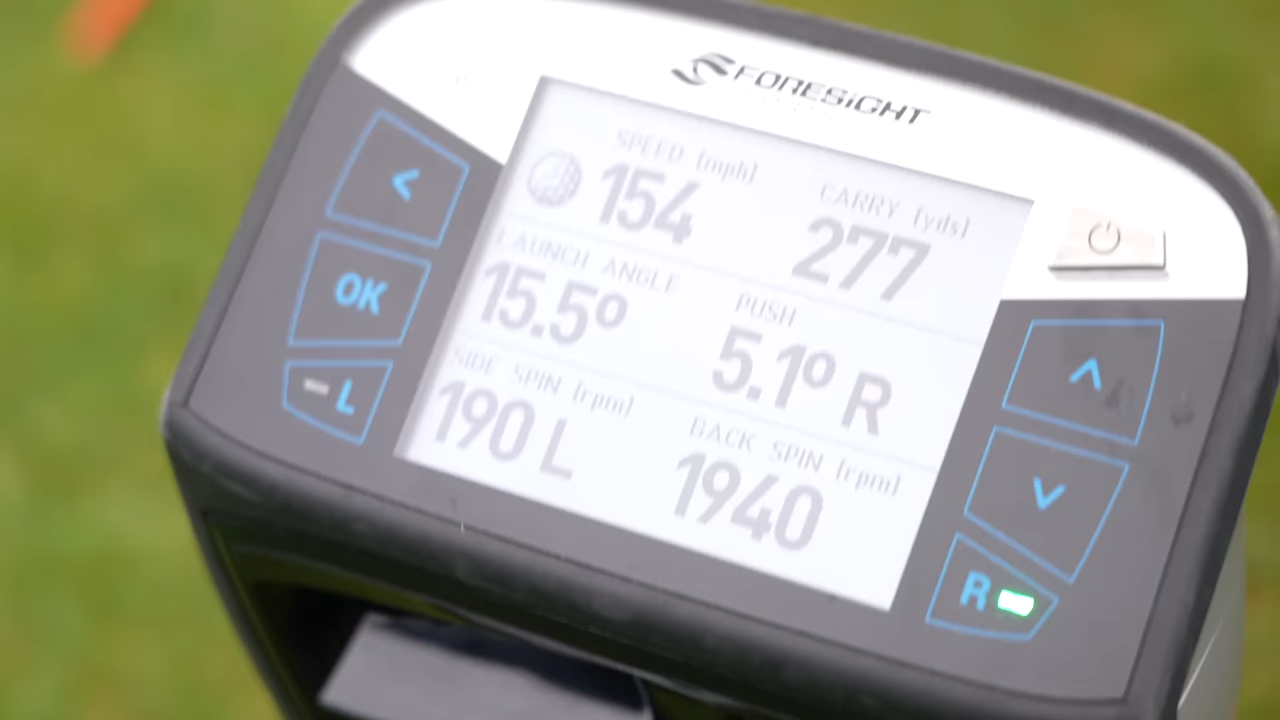 FORESIGHT
SPEED (mph)
154
CARRY (yds)
277
LAUNCH ANGLE
15.5º
PUSH
5.1º R
SIDE SPIN (rpm)
190 L
BACK SPIN (rpm)
1940
<
OK
L
R